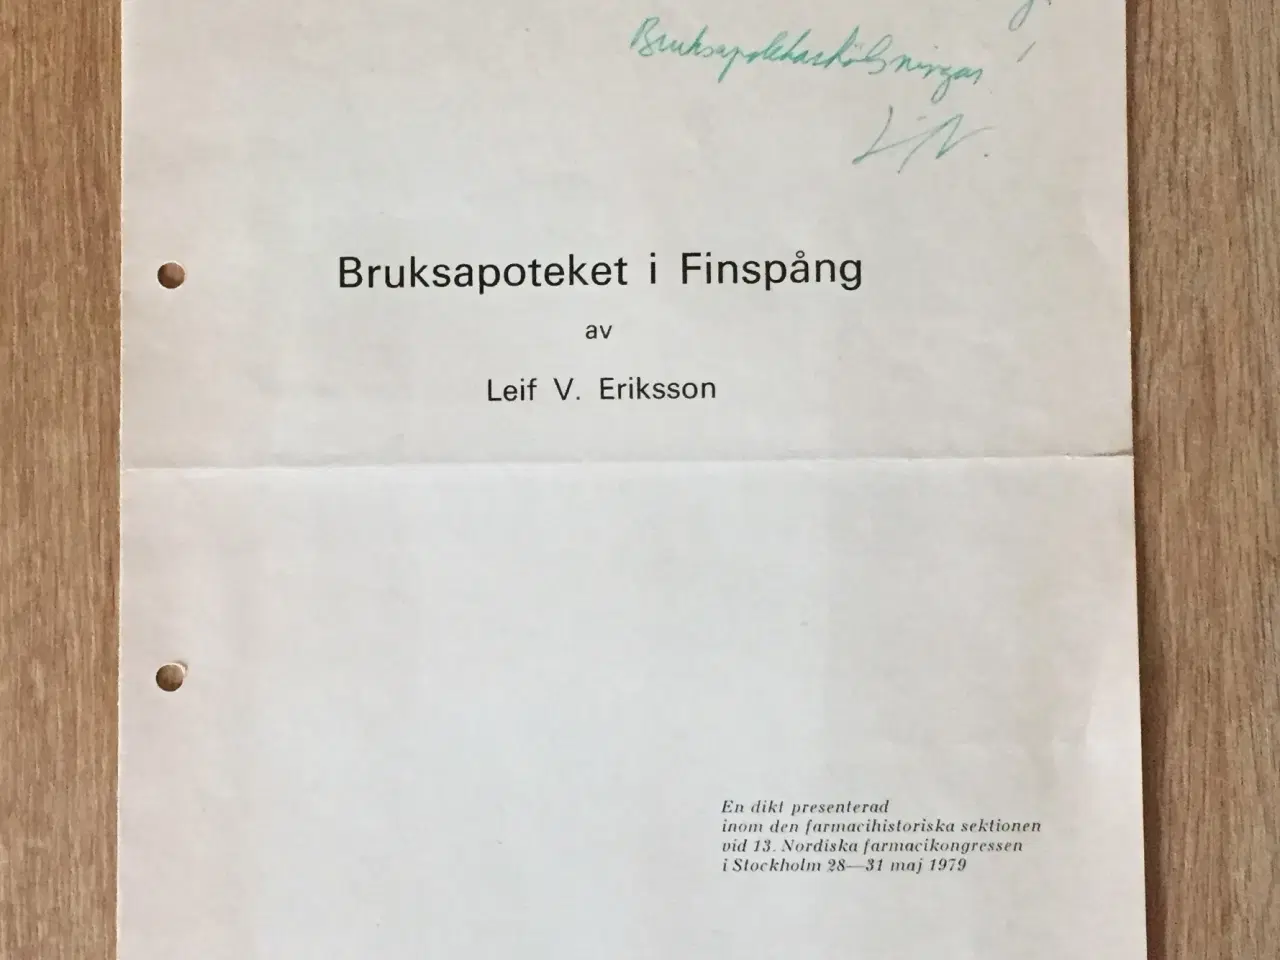 Bruksapotekarhälsningar
Bruksapoteket i Finspång
av
Leif V. Eriksson
En dikt presenterad
inom den farmacihistoriska sektionen
vid 13. Nordiska farmacikongressen
i Stockholm 28—31 maj 1979